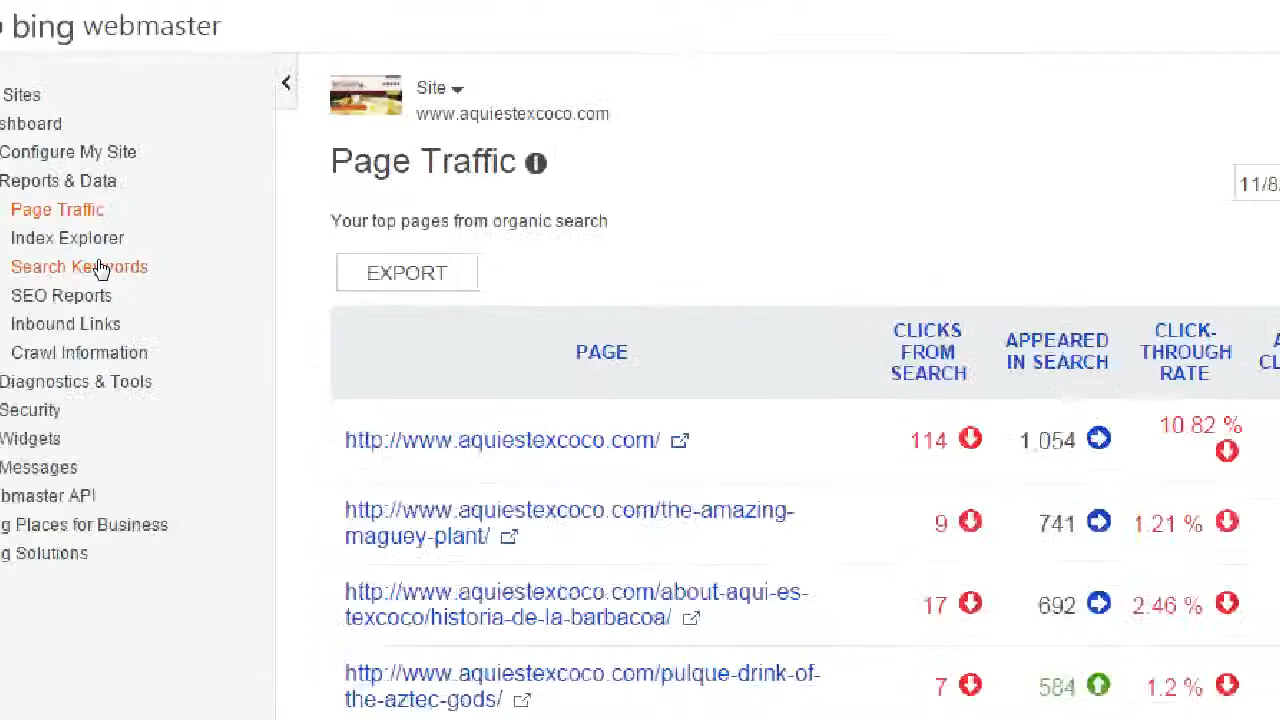 bing webmaster
Sites
shboard
Configure My Site
Reports & Data
Page Traffic
Index Explorer
Search Keywords
SEO Reports
Inbound Links
Crawl Information
Diagnostics & Tools
Security
Widgets
Messages
bmaster API
g Places for Business
g Solutions
Site
www.aquiestexcoco.com
Page Traffic
11/8
Your top pages from organic search
EXPORT
PAGE
CLICKS
FROM
SEARCH
APPEARED
IN SEARCH
CLICK-
THROUGH
RATE
A
CL
http://www.aquiestexcoco.com/
114
1,054
10.82 %
http://www.aquiestexcoco.com/the-amazing-
maguey-plant/
9
741
1.21 %
http://www.aquiestexcoco.com/about-aqui-es-
texcoco/historia-de-la-barbacoa/
17
692
2.46 %
http://www.aquiestexcoco.com/pulque-drink-of-
the-aztec-gods/
7
584
1.2 %